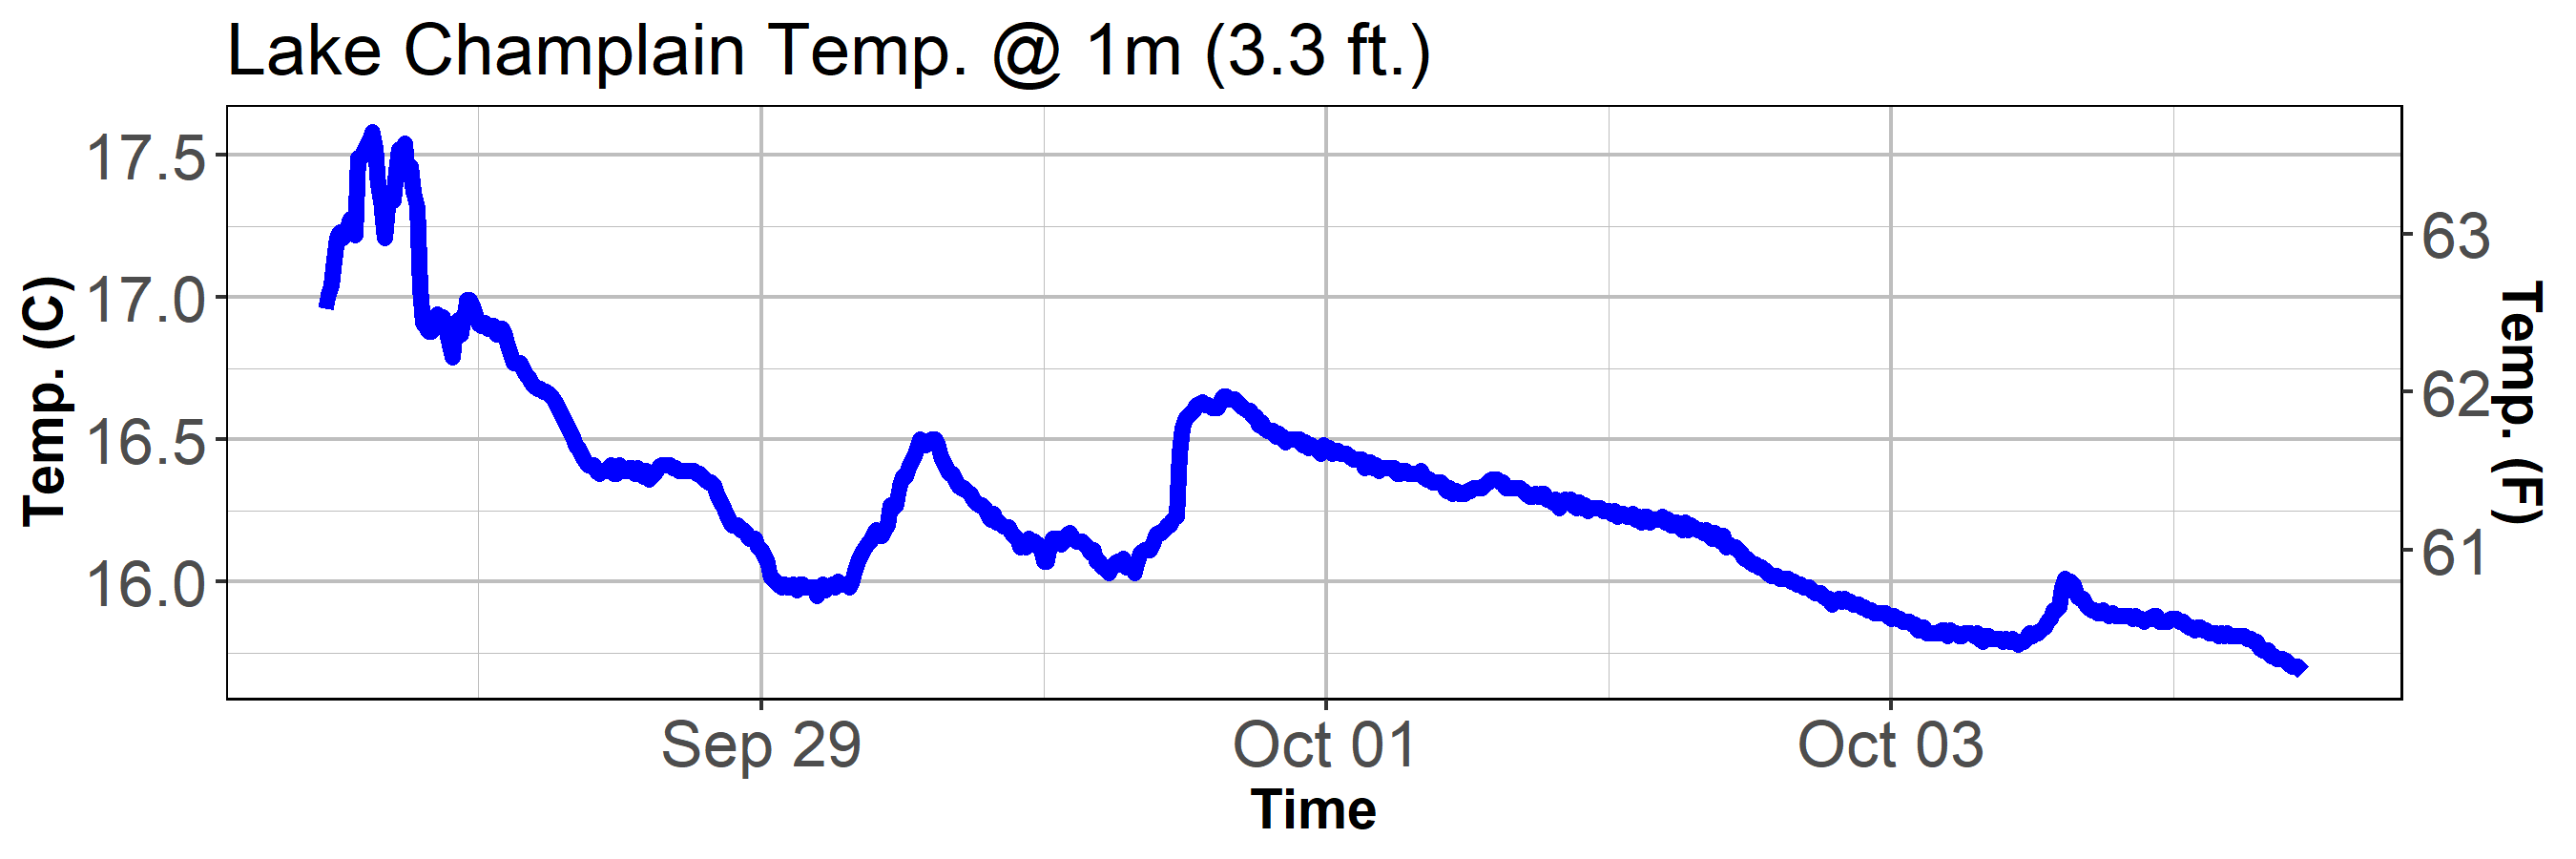 Lake Champlain Temp. @ 1m (3.3 ft.)
Temp. (C)
17.5
17.0
16.5
16.0
63
62
61
Temp. (F)
Sep 29 Oct 01 Oct 03
Time